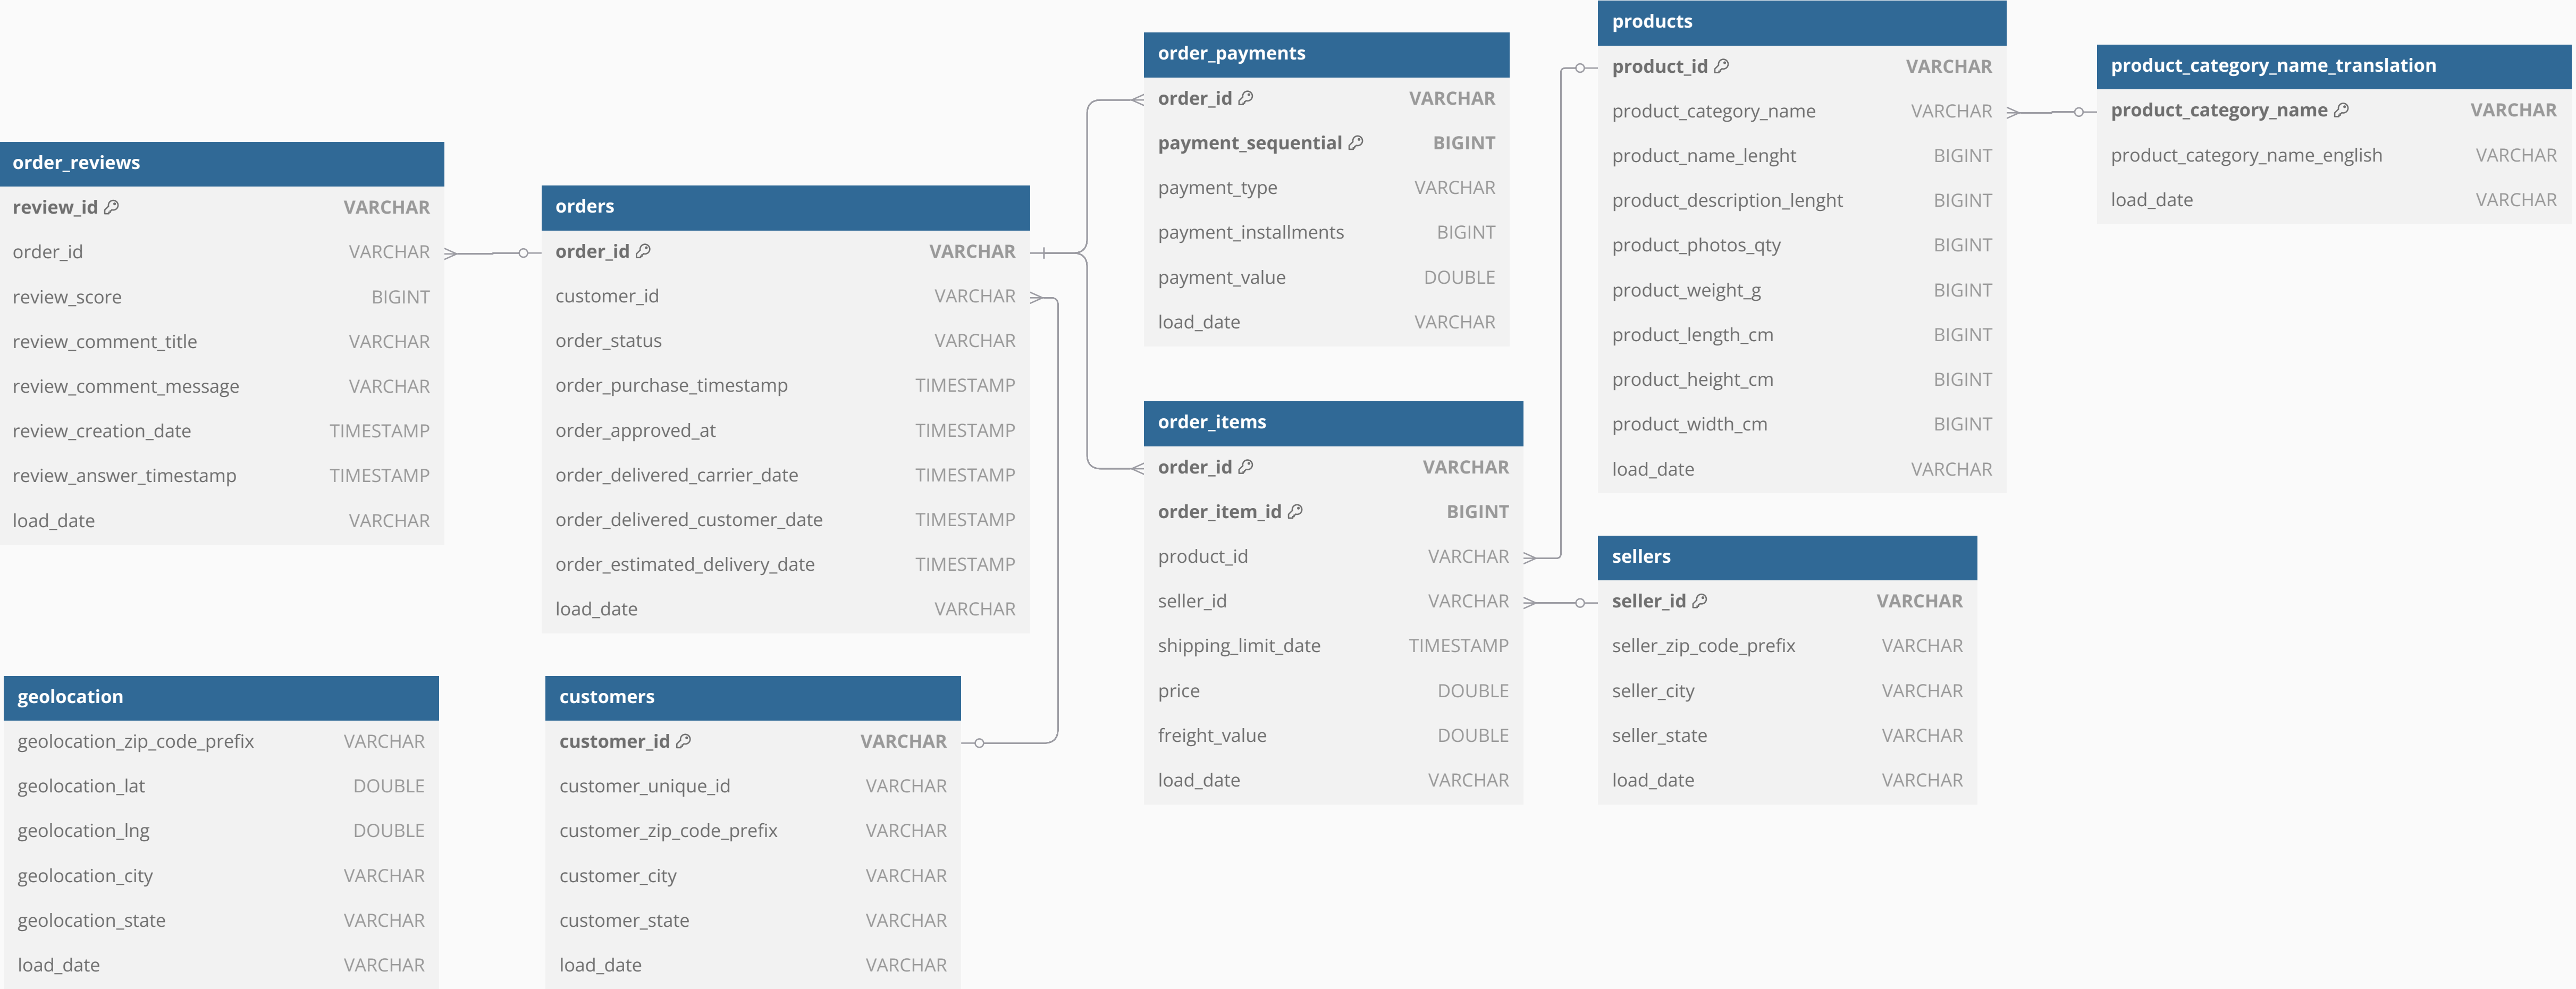 order_reviews
review_id VARCHAR
order_id VARCHAR
review_score BIGINT
review_comment_title VARCHAR
review_comment_message VARCHAR
review_creation_date TIMESTAMP
review_answer_timestamp TIMESTAMP
load_date VARCHAR
geolocation
geolocation_zip_code_prefix VARCHAR
geolocation_lat DOUBLE
geolocation_lng DOUBLE
geolocation_city VARCHAR
geolocation_state VARCHAR
load_date VARCHAR
orders
order_id VARCHAR
customer_id VARCHAR
order_status VARCHAR
order_purchase_timestamp TIMESTAMP
order_approved_at TIMESTAMP
order_delivered_carrier_date TIMESTAMP
order_delivered_customer_date TIMESTAMP
order_estimated_delivery_date TIMESTAMP
load_date VARCHAR
customers
customer_id VARCHAR
customer_unique_id VARCHAR
customer_zip_code_prefix VARCHAR
customer_city VARCHAR
customer_state VARCHAR
load_date VARCHAR
order_payments
order_id VARCHAR
payment_sequential BIGINT
payment_type VARCHAR
payment_installments BIGINT
payment_value DOUBLE
load_date VARCHAR
order_items
order_id VARCHAR
order_item_id BIGINT
product_id VARCHAR
seller_id VARCHAR
shipping_limit_date TIMESTAMP
price DOUBLE
freight_value DOUBLE
load_date VARCHAR
products
product_id VARCHAR
product_category_name VARCHAR
product_name_lenght BIGINT
product_description_lenght BIGINT
product_photos_qty BIGINT
product_weight_g BIGINT
product_length_cm BIGINT
product_height_cm BIGINT
product_width_cm BIGINT
load_date VARCHAR
sellers
seller_id VARCHAR
seller_zip_code_prefix VARCHAR
seller_city VARCHAR
seller_state VARCHAR
load_date VARCHAR
product_category_name_translation
product_category_name VARCHAR
product_category_name_english VARCHAR
load_date VARCHAR